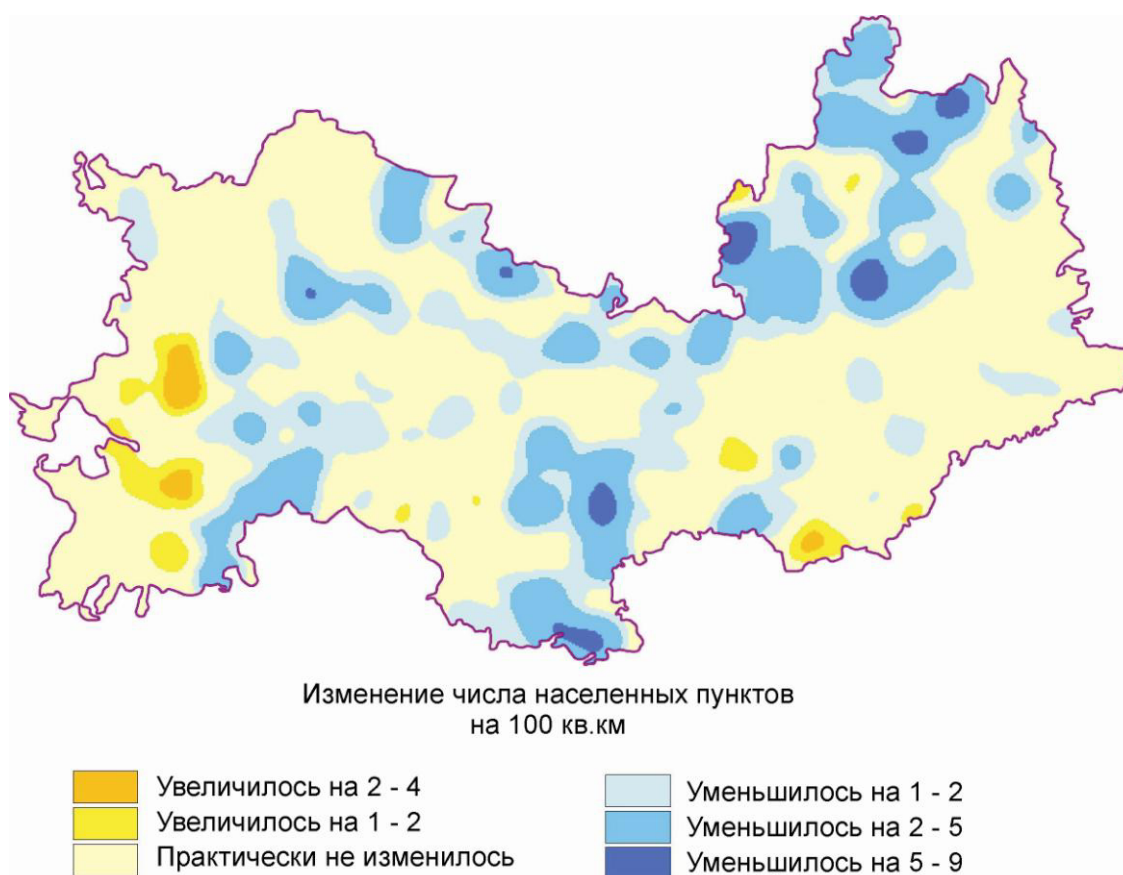 Изменение числа населенных пунктов
на 100 кв.км
Увеличилось на 2 - 4
Увеличилось на 1 - 2
Практически не изменилось
Уменьшилось на 1 - 2
Уменьшилось на 2 - 5
Уменьшилось на 5 - 9